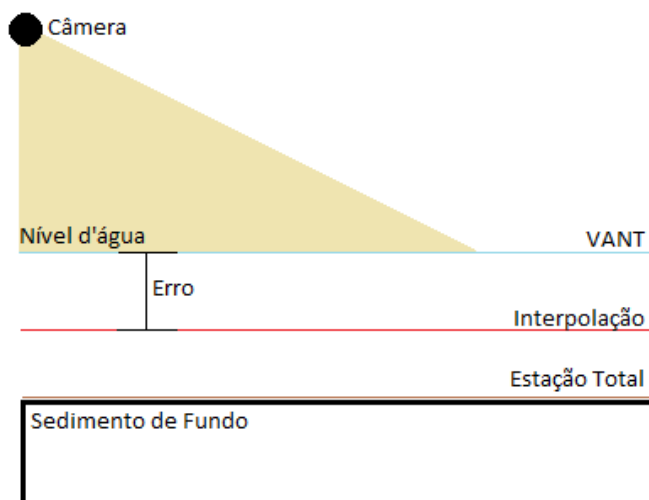 Câmera
Nível d'água
VANT
Erro
Interpolação
Estação Total
Sedimento de Fundo